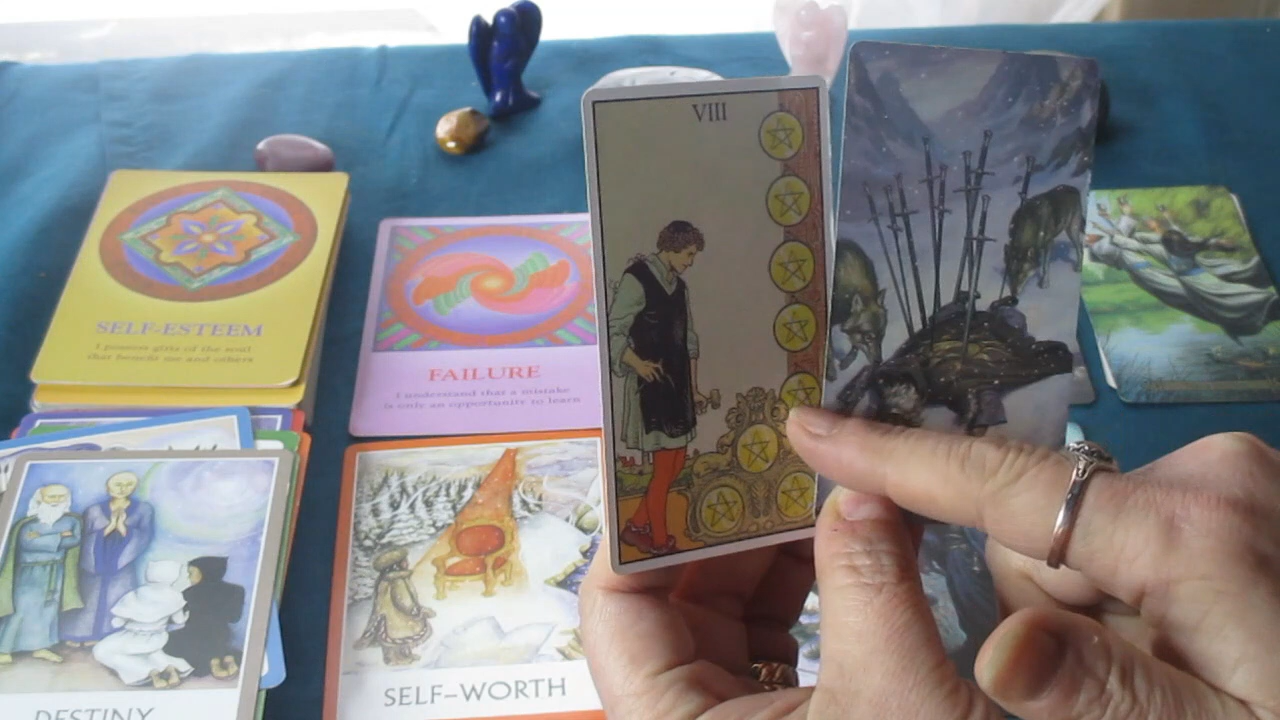 VIII
SELF-ESTEEM
I possess gifts of the soul
that benefit me and others
FAILURE
I understand that a mistake
is only an opportunity to learn
SELF-WORTH
DESTINY